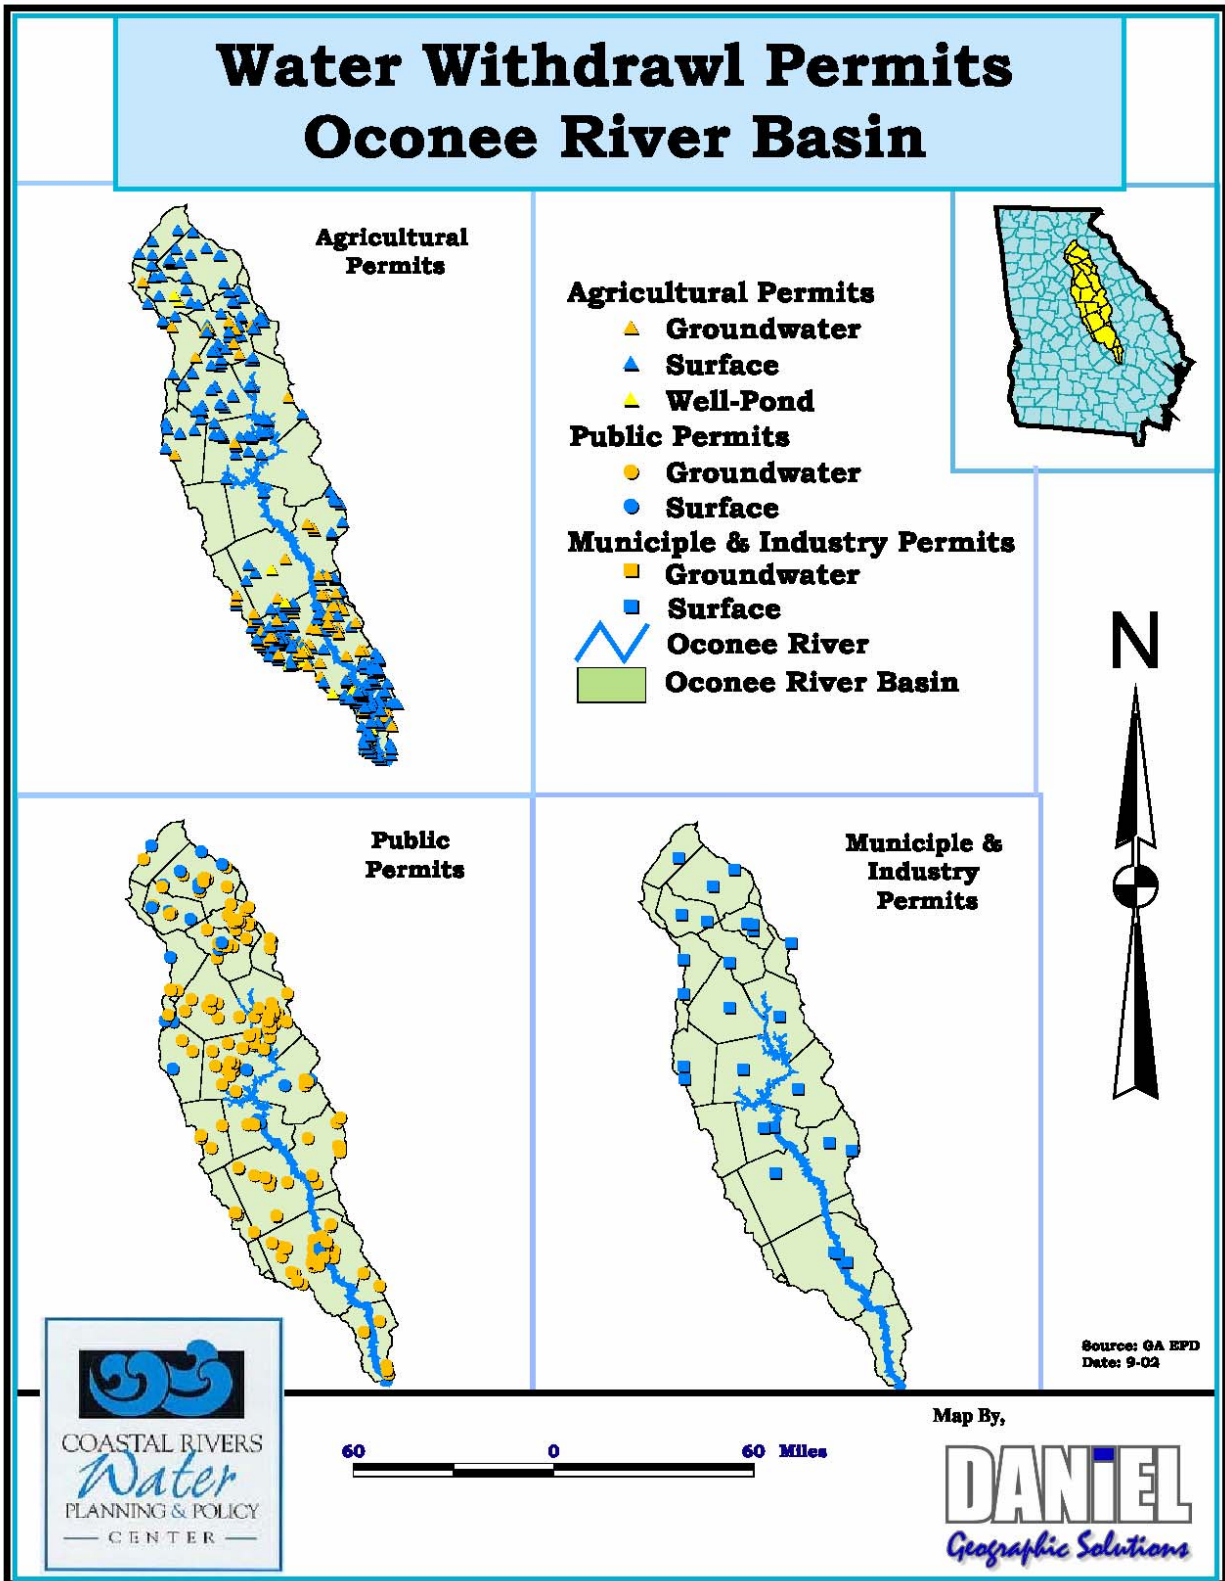 Water Withdrawl Permits
Oconee River Basin
Agricultural
Permits
Agricultural Permits
Groundwater
Surface
Well-Pond
Public Permits
Groundwater
Surface
Municiple & Industry Permits
Groundwater
Surface
Oconee River
Oconee River Basin
N
Public
Permits
Municiple &
Industry
Permits
Source: GA EPD
Date: 9-02
COASTAL RIVERS
Water
PLANNING & POLICY
CENTER
60 0 60 Miles
Map By,
DANiEL
Geographic Solutions